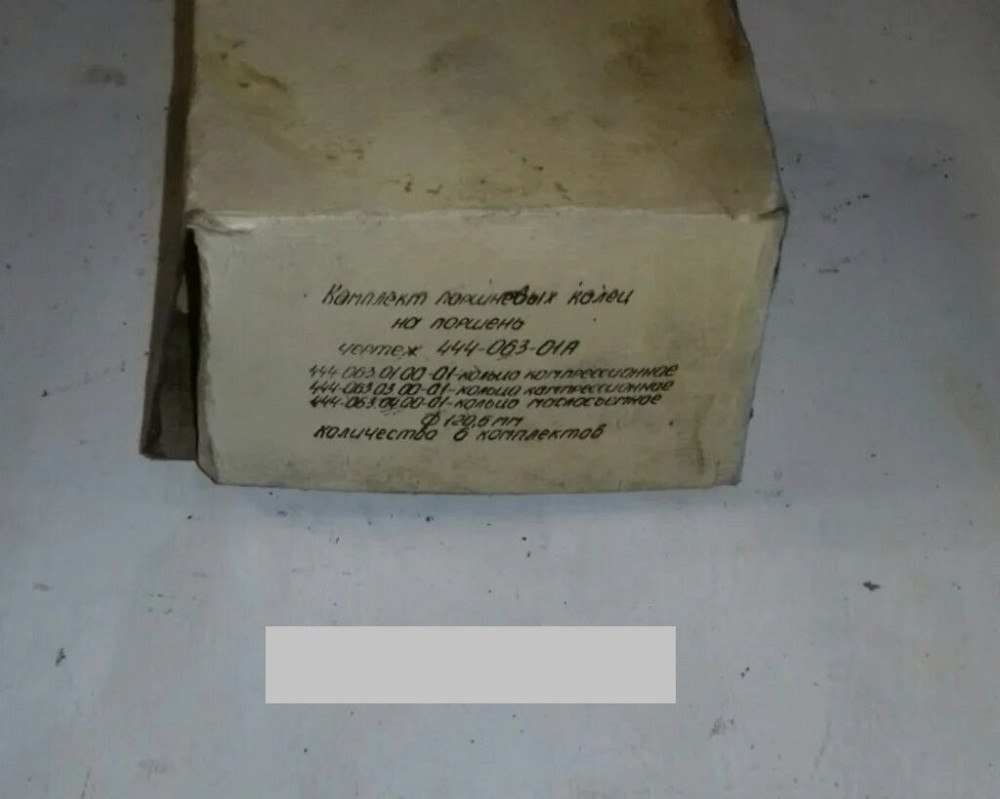 Комплект поршневых колец
на поршень
чертеж 444-063-01А
444-063.01 00-01-кольцо компрессионное
444-063.03 00-01-кольцо компрессионное
444-063.04.00-01-кольцо маслосъемное
Ф 120,6 мм
количество 6 комплектов